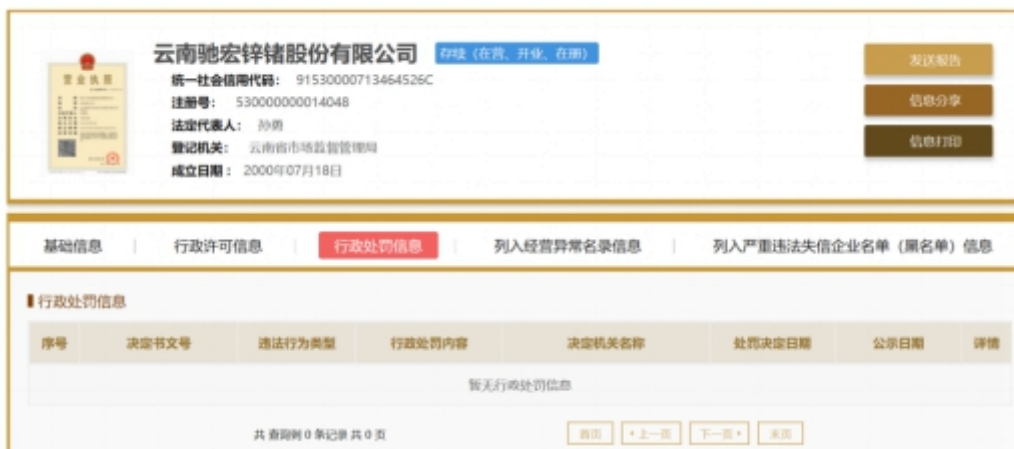 云南驰宏锌锗股份有限公司 存续（在营、开业、在册）
统一社会信用代码： 91530000713464526C
注册号： 530000000014048
法定代表人： 孙勇
登记机关： 云南省市场监督管理局
成立日期： 2000年07月18日
营业执照
发送报告
信息分享
信息打印
基础信息 行政许可信息 行政处罚信息 列入经营异常名录信息 列入严重违法失信企业名单（黑名单）信息
行政处罚信息
序号 决定书文号 违法行为类型 行政处罚内容 决定机关名称 处罚决定日期 公示日期 详情
暂无行政处罚信息
共 查询到 0 条记录 共 0 页 首页 上一页 下一页 末页